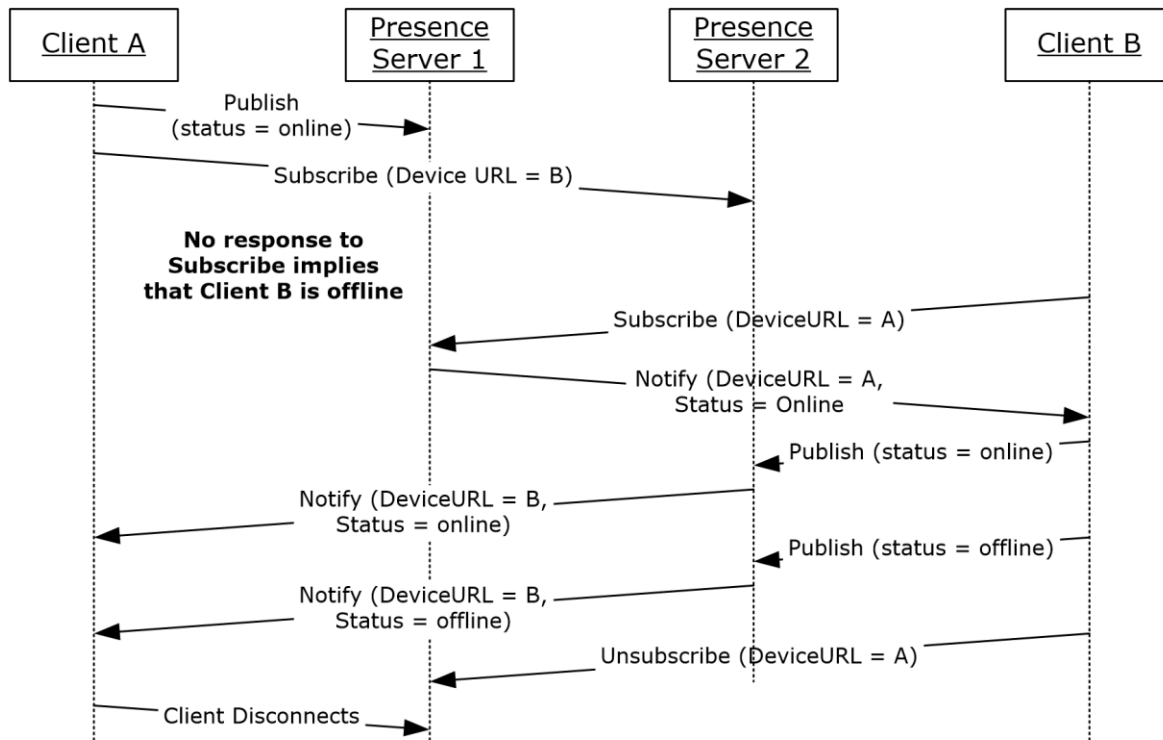 Client A
Presence
Server 1
Presence
Server 2
Client B
Publish
(status = online)
Subscribe (Device URL = B)
No response to
Subscribe implies
that Client B is offline
Subscribe (DeviceURL = A)
Notify (DeviceURL = A,
Status = Online
Publish (status = online)
Notify (DeviceURL = B,
Status = online)
Publish (status = offline)
Notify (DeviceURL = B,
Status = offline)
Unsubscribe (DeviceURL = A)
Client Disconnects